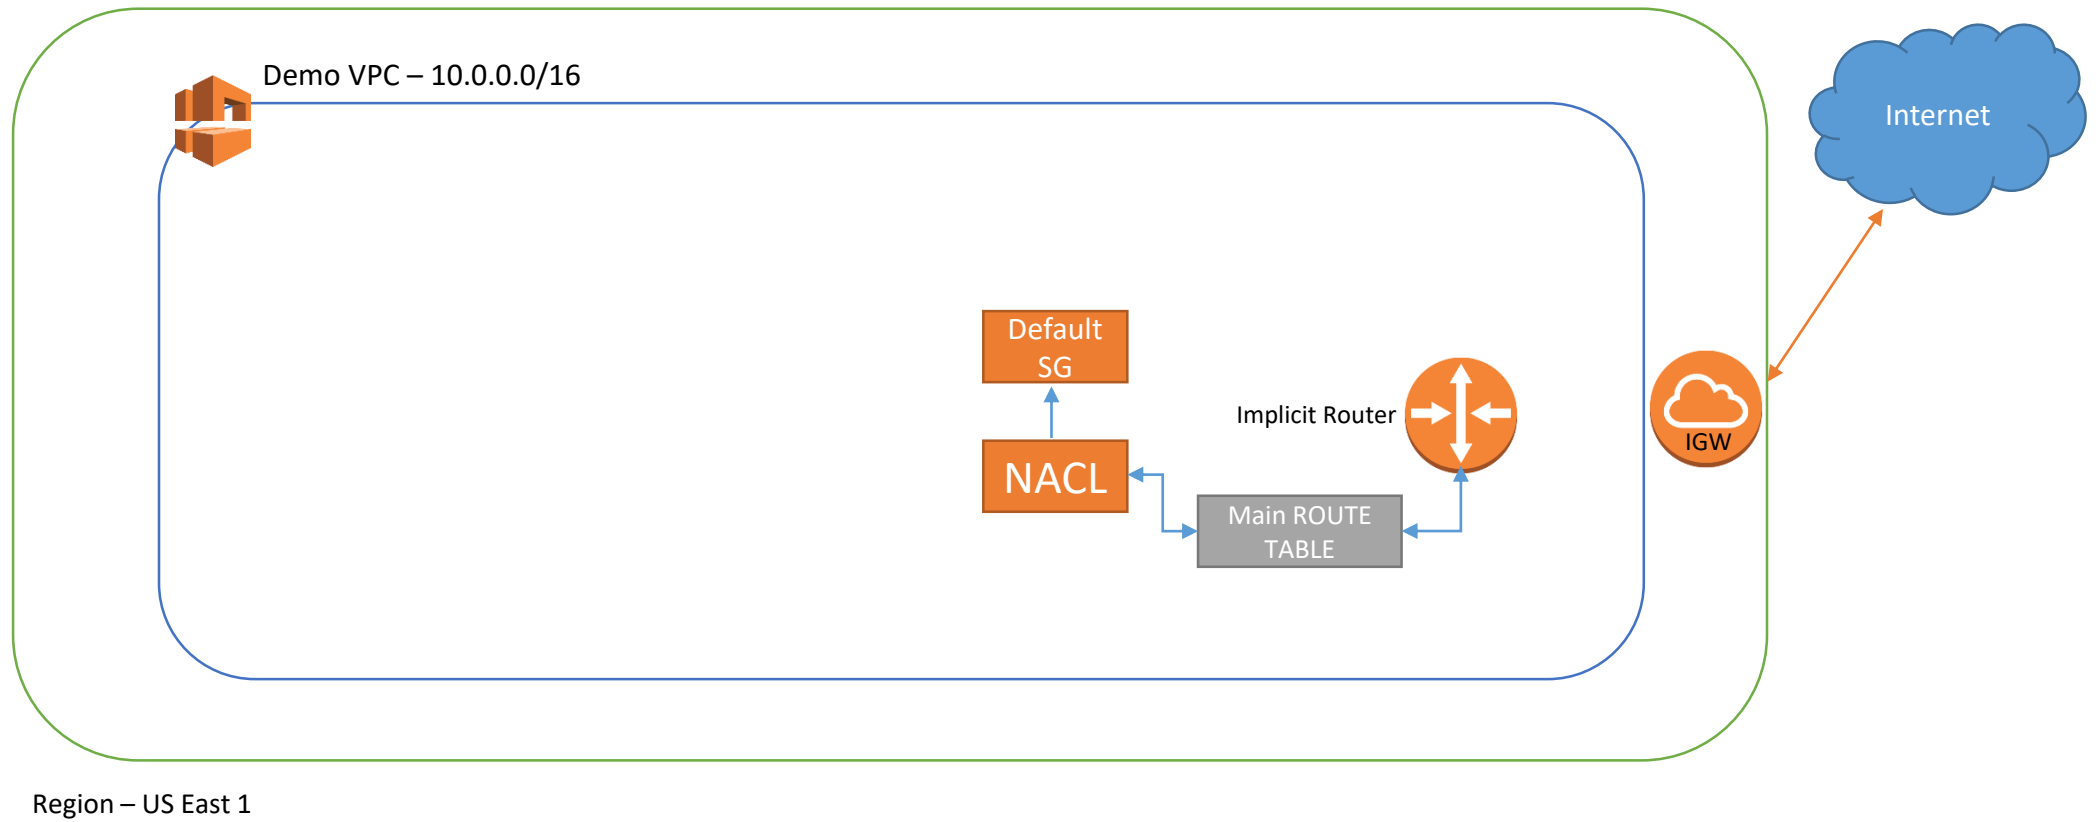 Demo VPC – 10.0.0.0/16
Internet
Default
SG
Implicit Router
IGW
NACL
Main ROUTE
TABLE
Region – US East 1